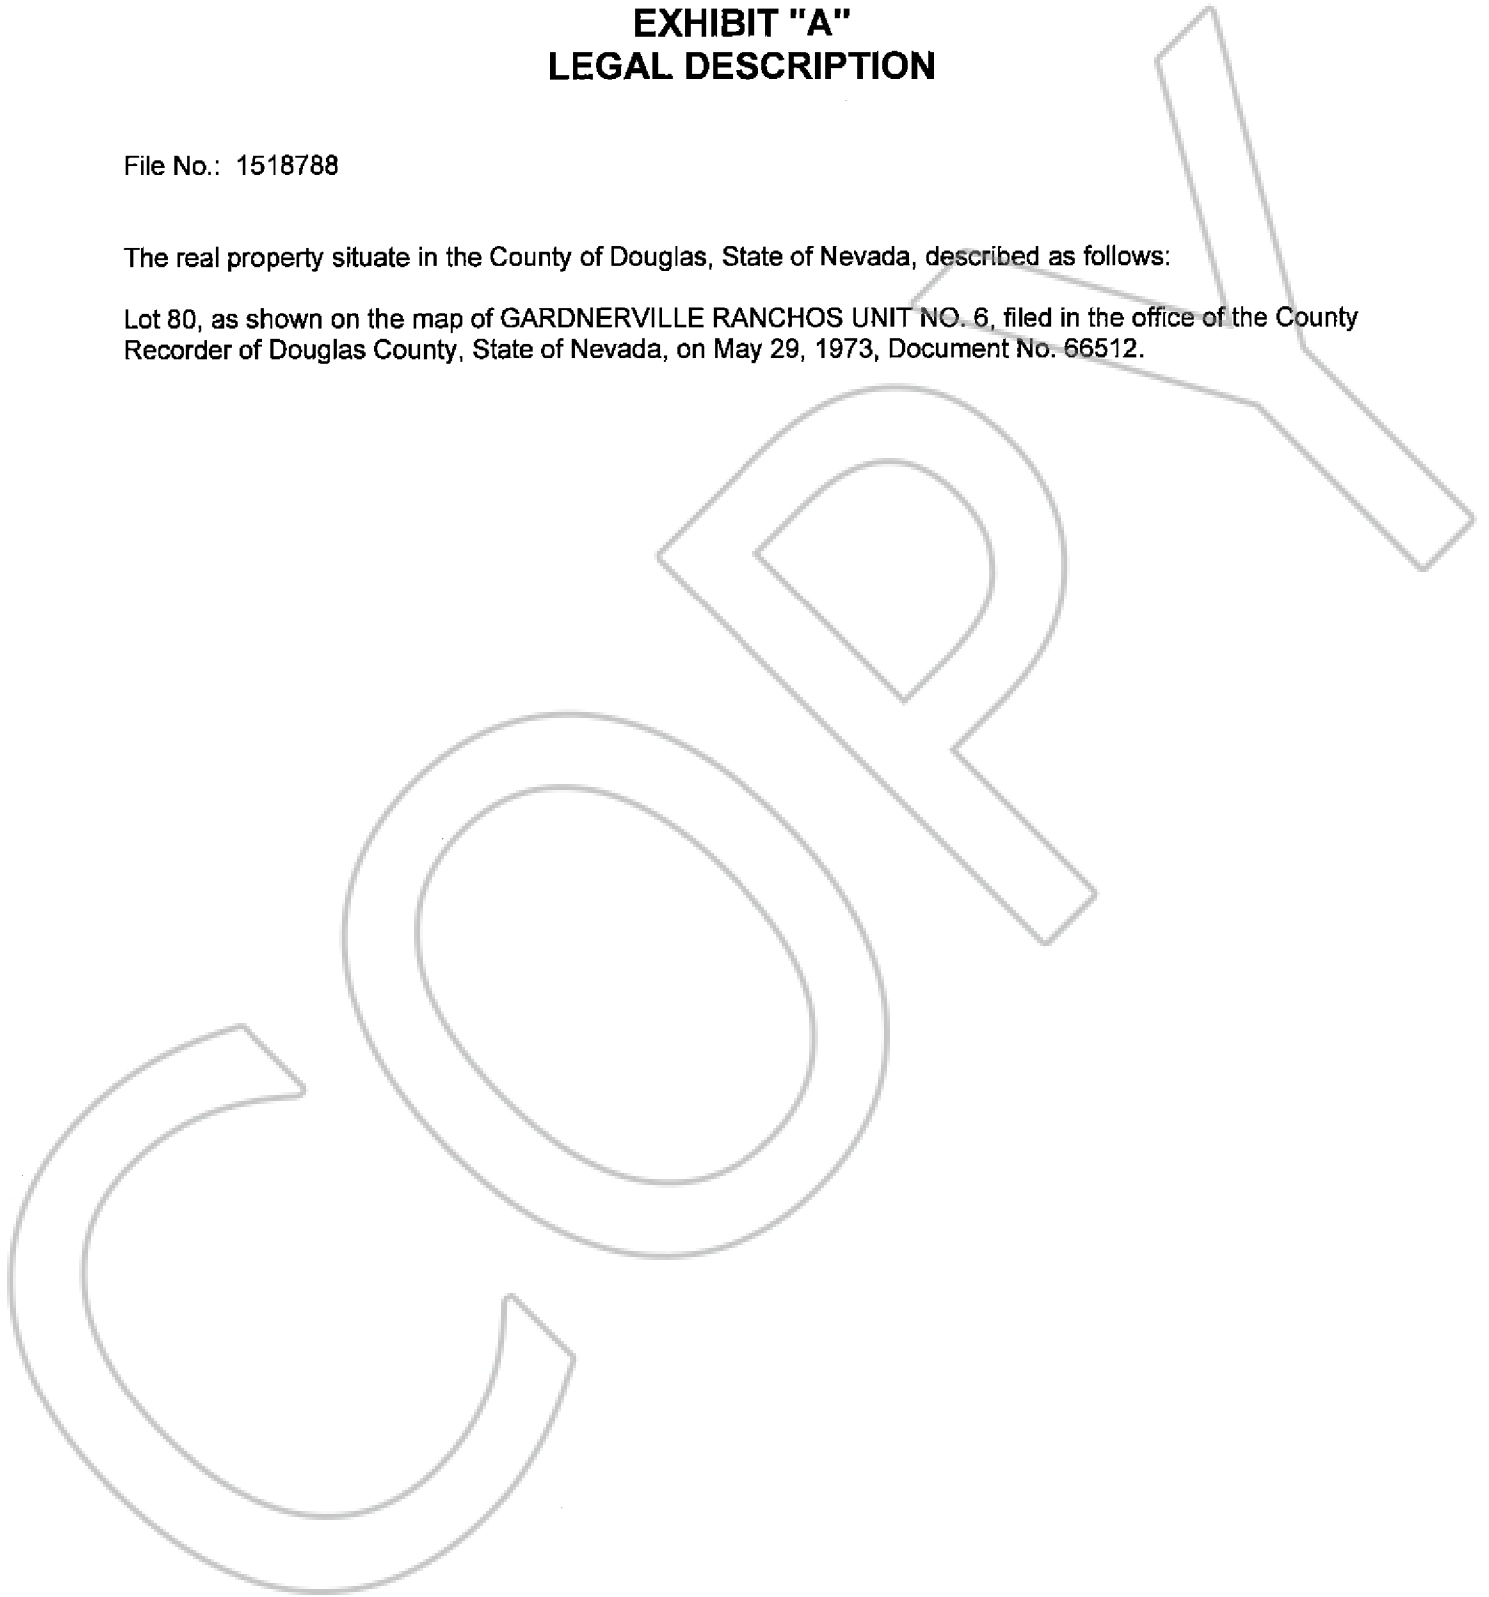 EXHIBIT "A"
LEGAL DESCRIPTION
File No.: 1518788
The real property situate in the County of Douglas, State of Nevada, described as follows:
Lot 80, as shown on the map of GARDNERVILLE RANCHOS UNIT NO. 6, filed in the office of the County
Recorder of Douglas County, State of Nevada, on May 29, 1973, Document No. 66512.
COPY